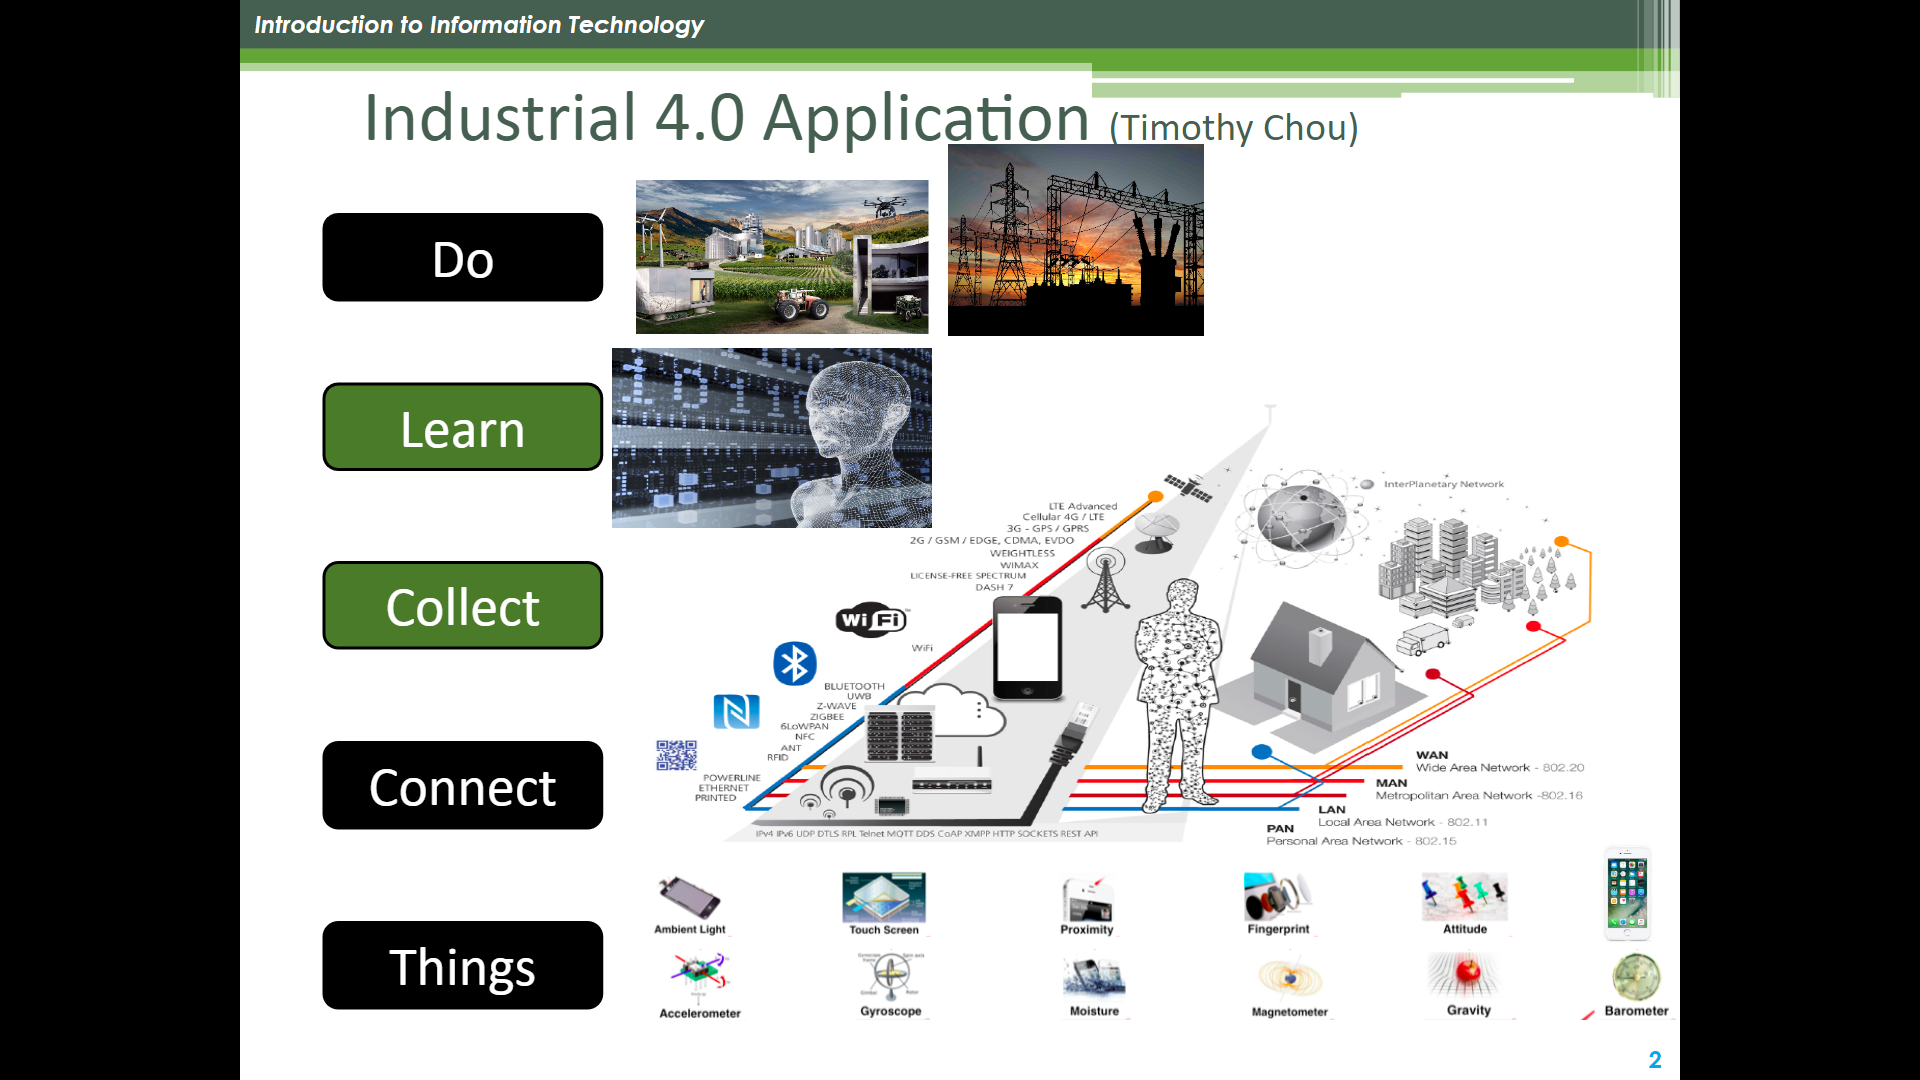 Introduction to Information Technology
Industrial 4.0 Application (Timothy Chou)
Do
Learn
Collect
Connect
Things
InterPlanetary Network
LTE Advanced
Cellular 4G / LTE
3G - GPS / GPRS
2G / GSM / EDGE, CDMA, EVDO
WEIGHTLESS
WIMAX
LICENSE-FREE SPECTRUM
DASH 7
Wi Fi
WiFi
BLUETOOTH
UWB
Z-WAVE
ZIGBEE
6LoWPAN
NFC
ANT
RFID
POWERLINE
ETHERNET
PRINTED
IPv4 IPv6 UDP DTLS RPL Telnet MQTT DDS CoAP XMPP HTTP SOCKETS REST API
WAN
Wide Area Network - 802.20
MAN
Metropolitan Area Network -802.16
LAN
Local Area Network - 802.11
PAN
Personal Area Network - 802.15
Ambient Light
Touch Screen
Proximity
Fingerprint
Attitude
Accelerometer
Gyroscope
Moisture
Magnetometer
Gravity
Barometer
2